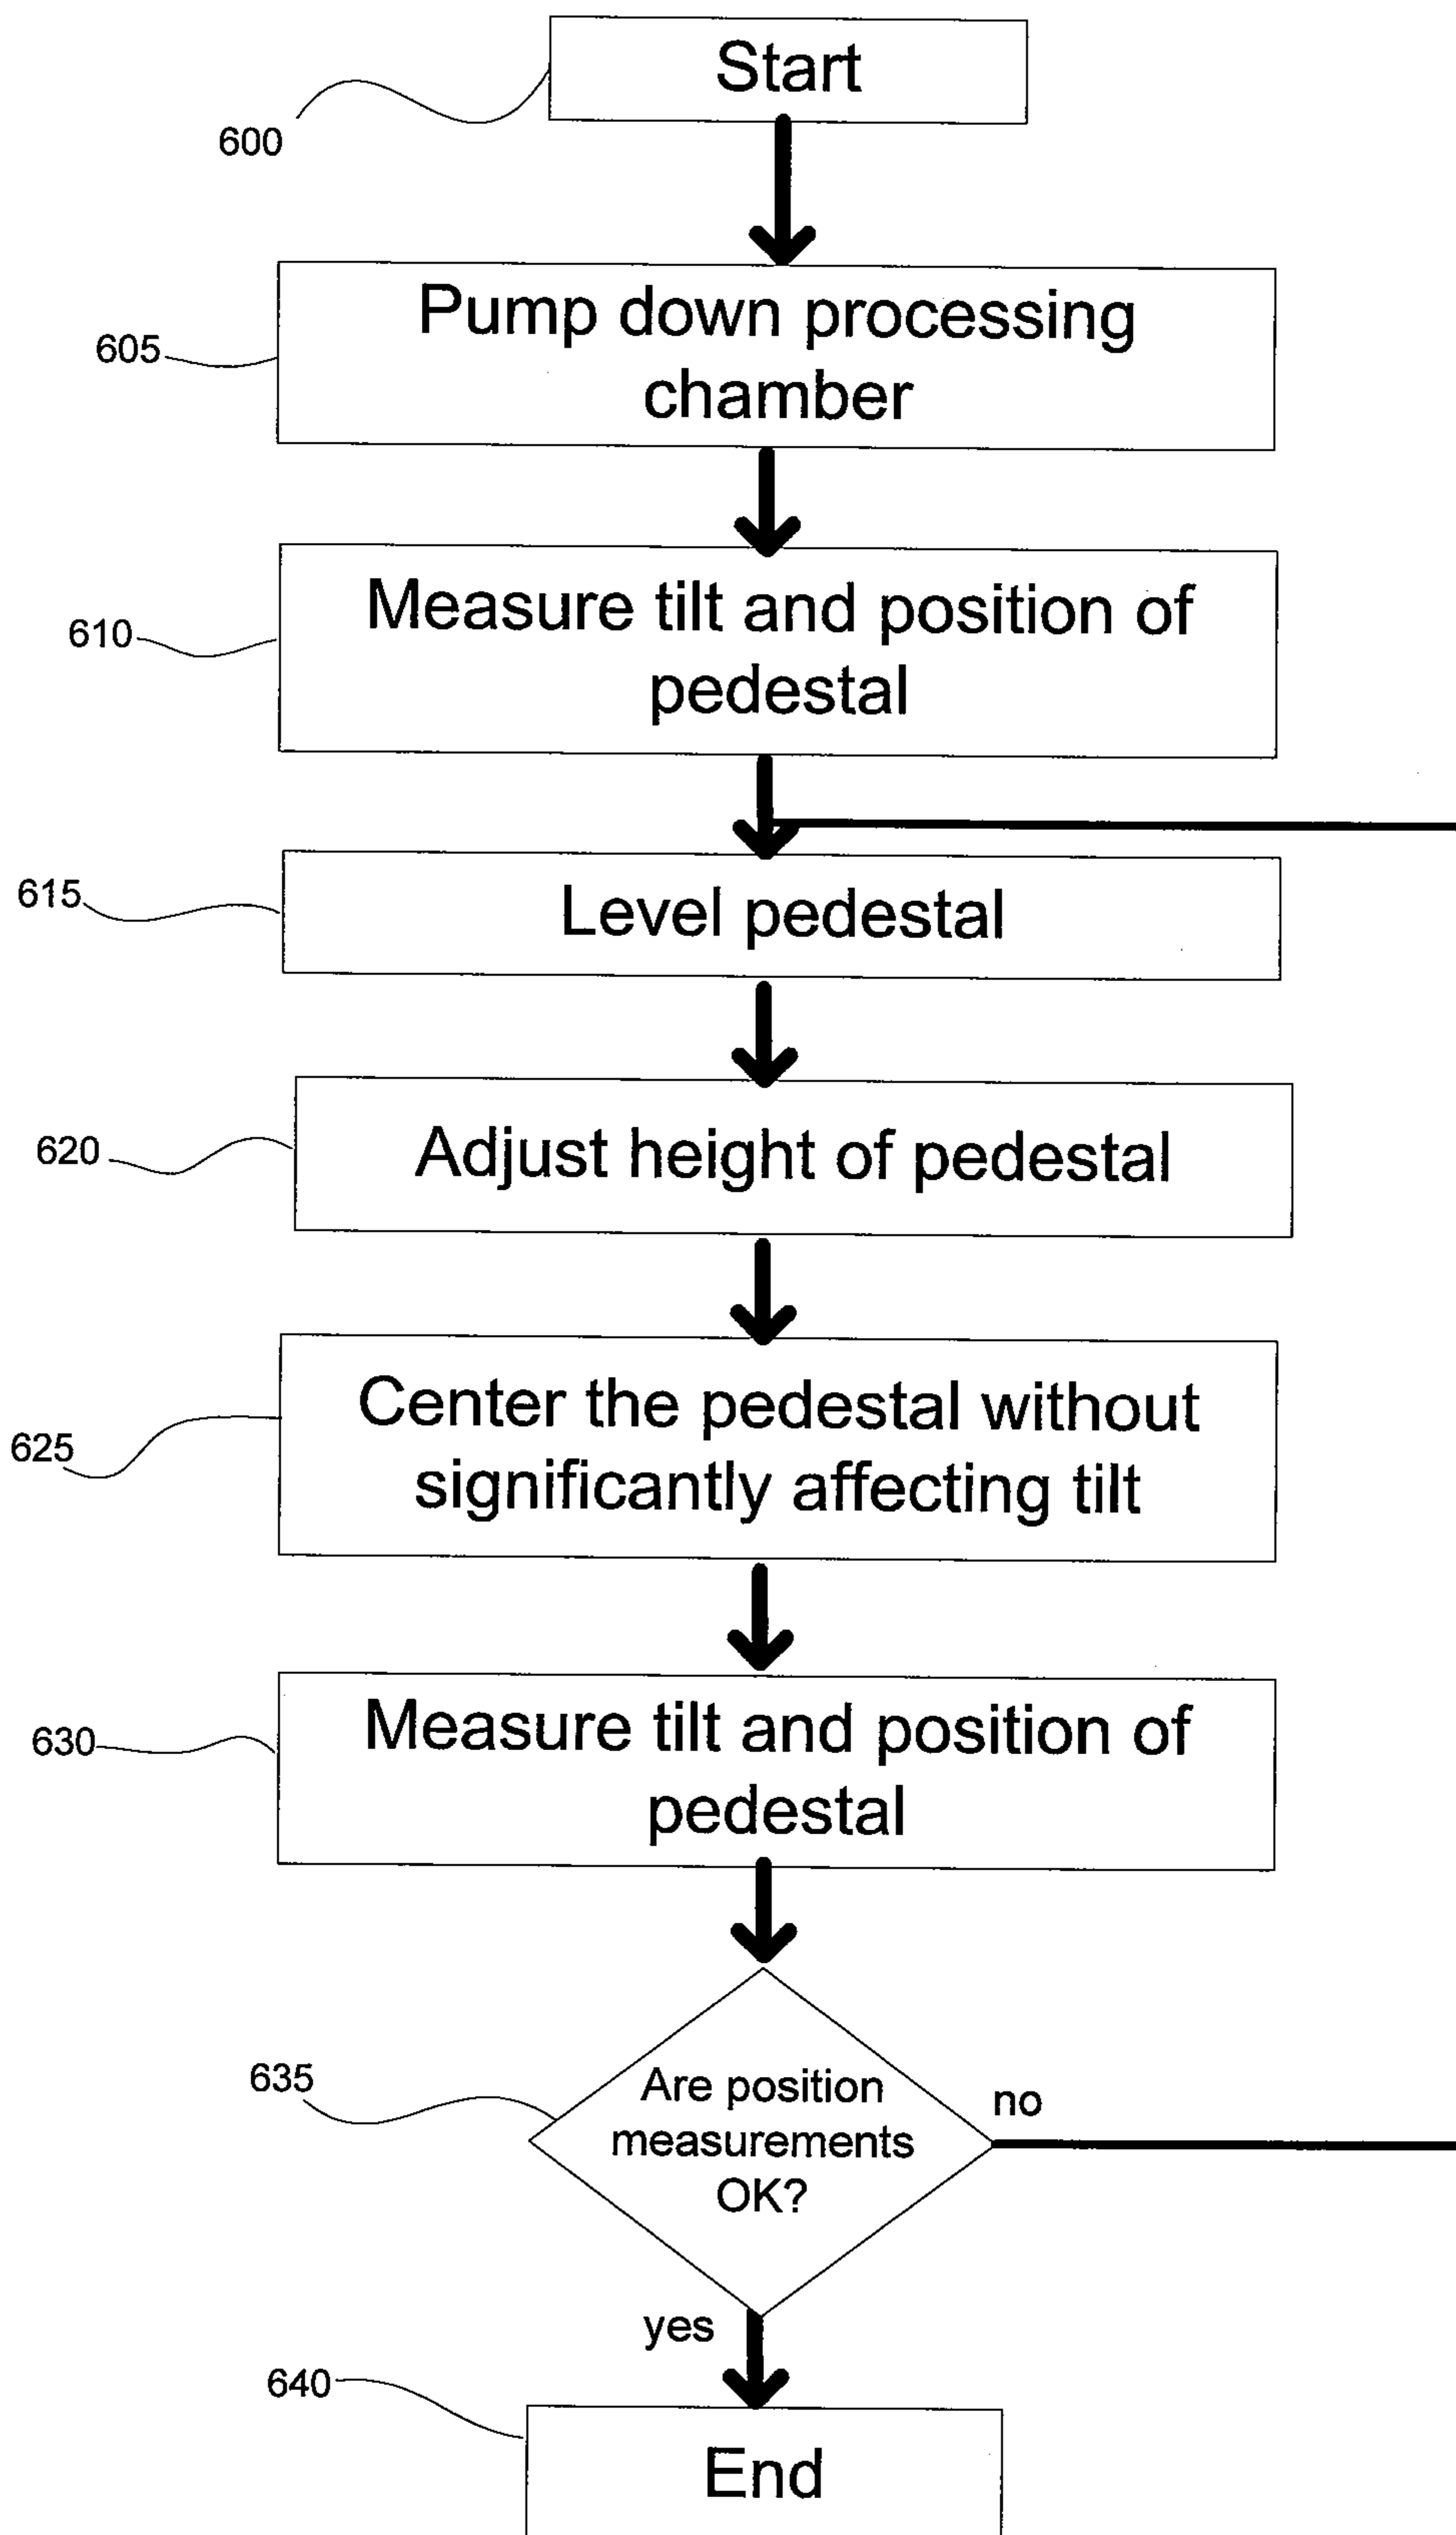 Start
600
Pump down processing
chamber
605
Measure tilt and position of
pedestal
610
Level pedestal
615
Adjust height of pedestal
620
Center the pedestal without
significantly affecting tilt
625
Measure tilt and position of
pedestal
630
Are position
measurements
OK?
635
no
yes
640
End